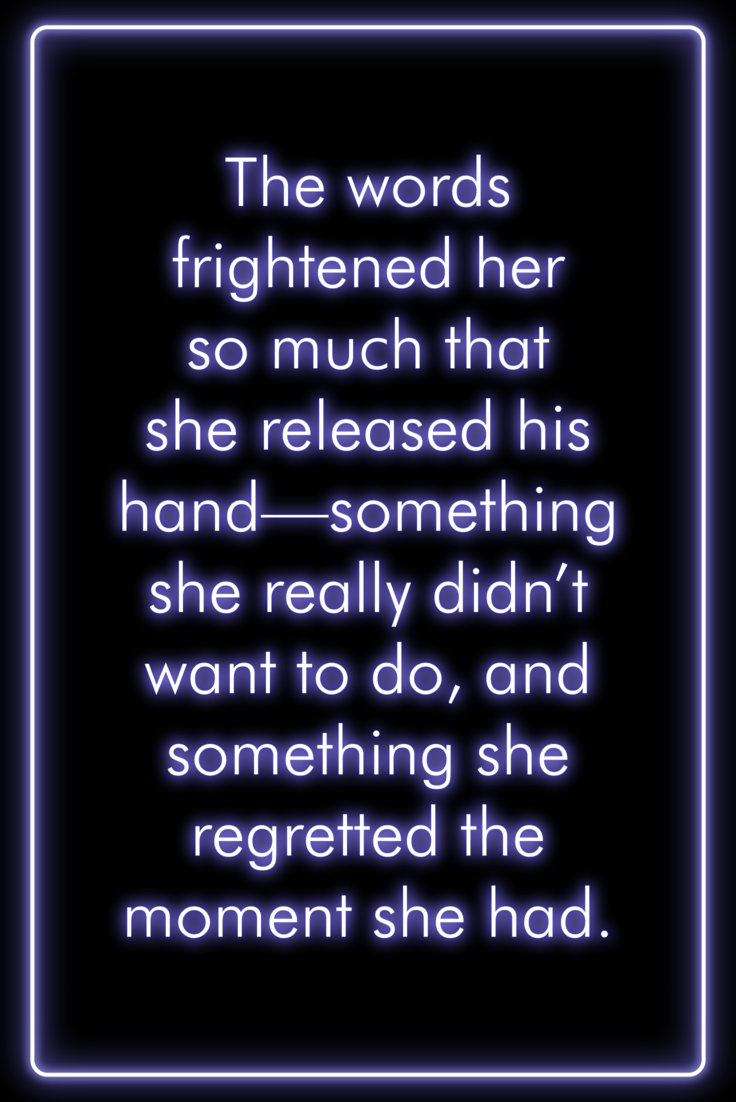 The words
frightened her
so much that
she released his
hand—something
she really didn’t
want to do, and
something she
regretted the
moment she had.